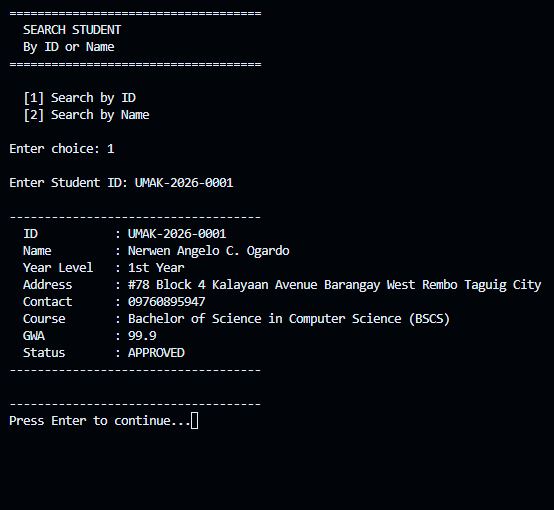 ====================================
SEARCH STUDENT
By ID or Name
====================================
[1] Search by ID
[2] Search by Name
Enter choice: 1
Enter Student ID: UMAK-2026-0001
------------------------------------
ID : UMAK-2026-0001
Name : Nerwen Angelo C. Ogardo
Year Level : 1st Year
Address : #78 Block 4 Kalayaan Avenue Barangay West Rembo Taguig City
Contact : 09760895947
Course : Bachelor of Science in Computer Science (BSCS)
GWA : 99.9
Status : APPROVED
------------------------------------
------------------------------------
Press Enter to continue...